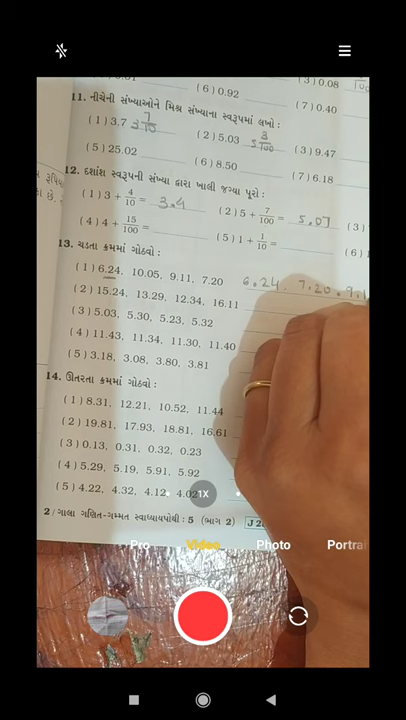 (6) 0.92
(3) 0.08
11. નીચેની સંખ્યાઓને મિશ્ર સંખ્યાના સ્વરૂપમાં લખો :
(7) 0.40
(1) 3.7 3 7/10
(2) 5.03 5 3/100
(3) 9.47
(5) 25.02
(6) 8.50
(7) 6.18
12. દશાંશ સ્વરૂપની સંખ્યા દ્વારા ખાલી જગ્યા પૂરો :
(1) 3 + 4/10 = 3.4
(2) 5 + 7/100 = 5.07
(3)
(4) 4 + 15/100 =
(5) 1 + 1/10 =
(6)
13. ચડતા ક્રમમાં ગોઠવો :
(1) 6.24, 10.05, 9.11, 7.20 6.24, 7.20, 9.1
(2) 15.24, 13.29, 12.34, 16.11
(3) 5.03, 5.30, 5.23, 5.32
(4) 11.43, 11.34, 11.30, 11.40
(5) 3.18, 3.08, 3.80, 3.81
14. ઊતરતા ક્રમમાં ગોઠવો :
(1) 8.31, 12.21, 10.52, 11.44
(2) 19.81, 17.93, 18.81, 16.61
(3) 0.13, 0.31, 0.32, 0.23
(4) 5.29, 5.19, 5.91, 5.92
(5) 4.22, 4.32, 4.12, 4.02
1X
2/ગાલા ગણિત-ગમ્મત સ્વાધ્યાયપોથી : 5 (ભાગ 2) J 20
Pro Video Photo Portrai